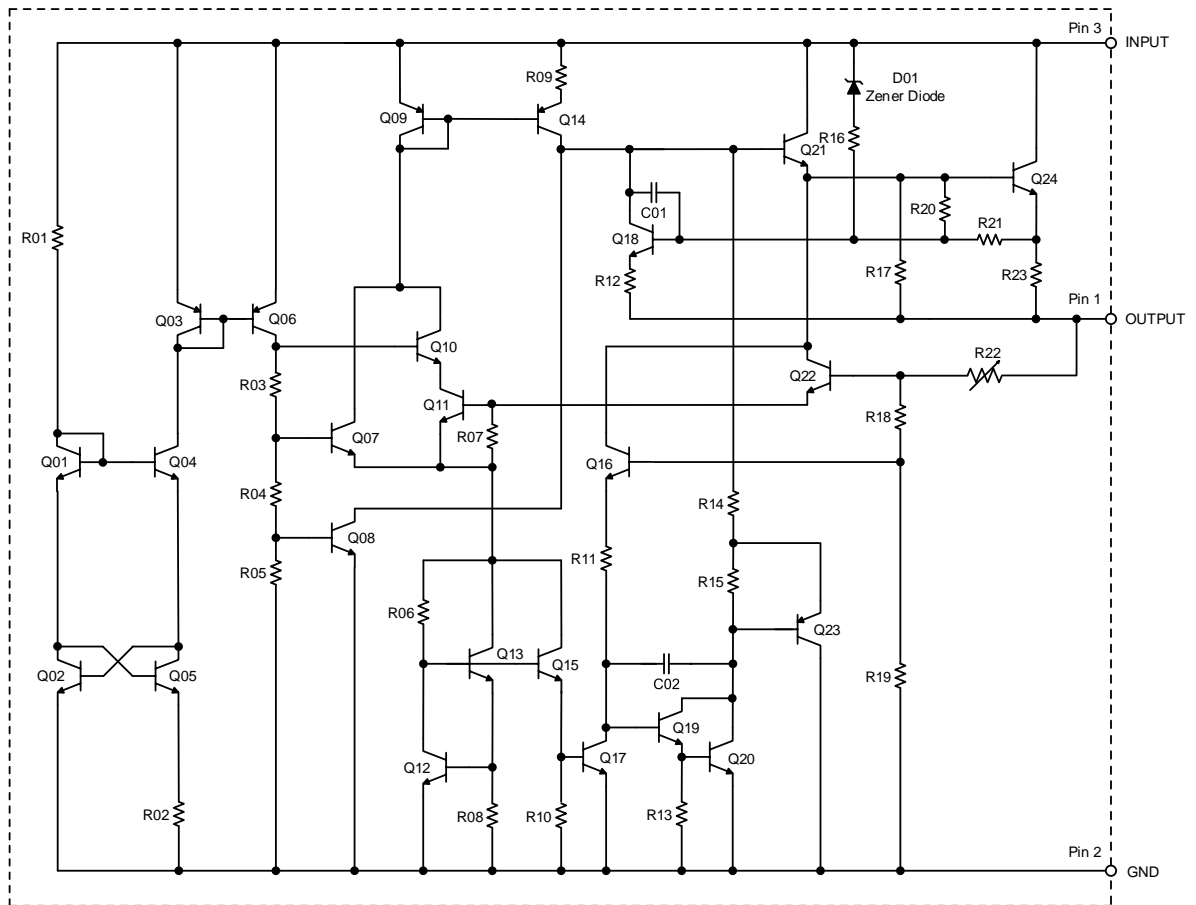 Pin 3
INPUT
R09
D01
Zener Diode
Q09
Q14
R16
Q21
Q24
C01
R20
R21
R01
Q18
R12
R17
R23
Pin 1
OUTPUT
Q03
Q06
Q10
R22
R03
Q22
Q11
R18
Q07
R07
Q01
Q04
Q16
R04
R14
Q08
R11
R05
R15
R06
Q23
Q13
Q02
Q05
Q15
R19
C02
Q19
Q12
Q17
Q20
R02
R08
R10
R13
Pin 2
GND